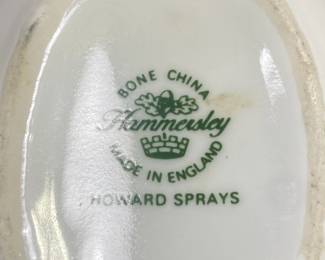 BONE CHINA
Hammersley
MADE IN ENGLAND
HOWARD SPRAYS